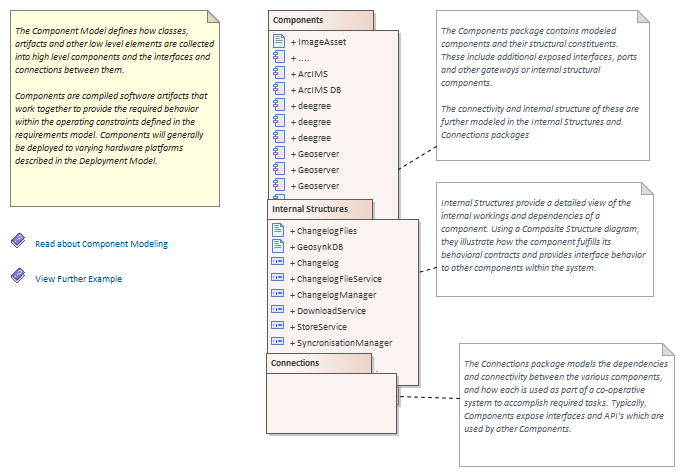 The Component Model defines how classes,
artifacts and other low level elements are collected
into high level components and the interfaces and
connections between them.
Components are compiled software artifacts that
work together to provide the required behavior
within the operating constraints defined in the
requirements model. Components will generally
be deployed to varying hardware platforms
described in the Deployment Model.
Read about Component Modeling
View Further Example
Components
+ ImageAsset
+ ....
+ ArcIMS
+ ArcIMS DB
+ deegree
+ deegree
+ deegree
+ Geoserver
+ Geoserver
+ Geoserver
Internal Structures
+ ChangelogFiles
+ GeosynkDB
+ Changelog
+ ChangelogFileService
+ ChangelogManager
+ DownloadService
+ StoreService
+ SyncronisationManager
Connections
The Components package contains modeled
components and their structural constituents.
These include additional exposed interfaces, ports
and other gateways or internal structural
components.
The connectivity and internal structure of these are
further modeled in the Internal Structures and
Connections packages
Internal Structures provide a detailed view of the
internal workings and dependencies of a
component. Using a Composite Structure diagram,
they illustrate how the component fulfills its
behavioral contracts and provides interface behavior
to other components within the system.
The Connections package models the dependencies
and connectivity between the various components,
and how each is used as part of a co-operative
system to accomplish required tasks. Typically,
Components expose interfaces and API's which are
used by other Components.